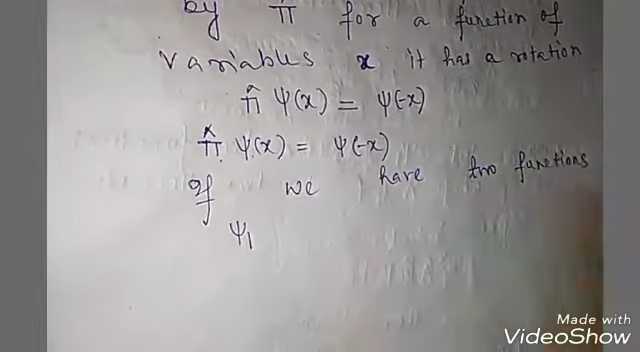 by π for a function of
variables x it has a rotation
π̂ ψ(x) = ψ(-x)
π̂ ψ(x) = ψ(-x)
If we have two functions
ψ₁
Made with
VideoShow